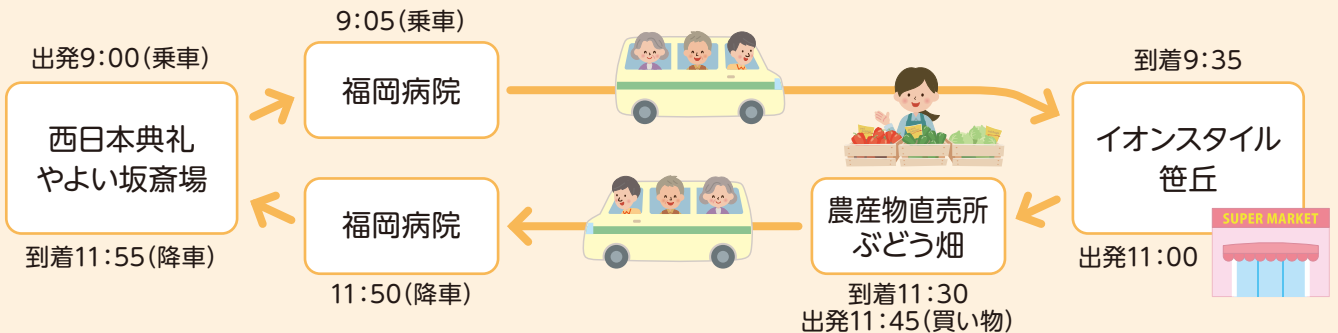 出発9:00(乗車)
西日本典礼
やよい坂斎場
到着11:55(降車)
9:05(乗車)
福岡病院
到着9:35
イオンスタイル
笹丘
出発11:00
SUPER MARKET
農産物直売所
ぶどう畑
到着11:30
出発11:45(買い物)
福岡病院
11:50(降車)